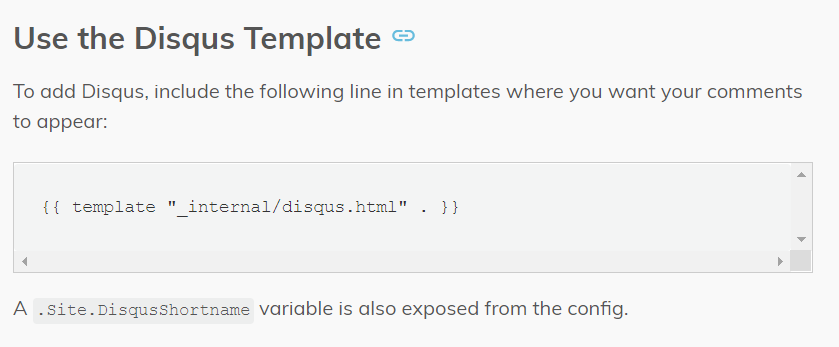 Use the Disqus Template
To add Disqus, include the following line in templates where you want your comments
to appear:
{{ template "_internal/disqus.html" . }}
A .Site.DisqusShortname variable is also exposed from the config.